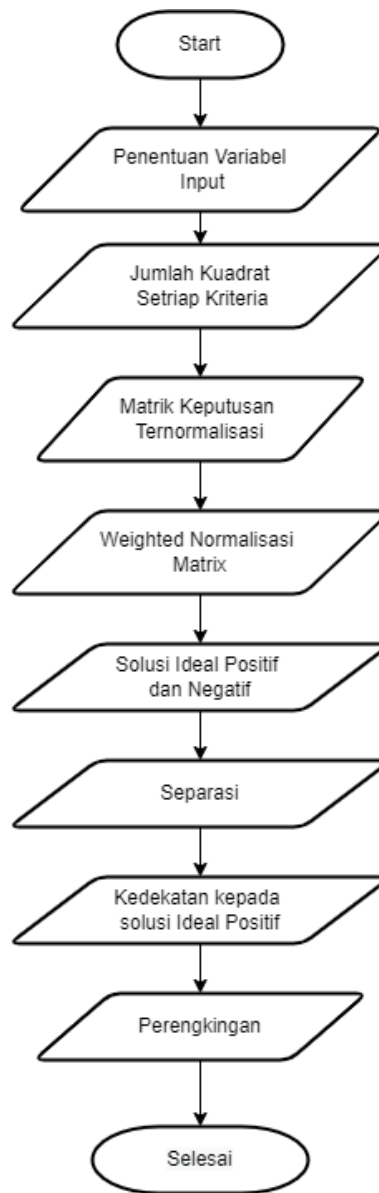 Start
Penentuan Variabel
Input
Jumlah Kuadrat
Setriap Kriteria
Matrik Keputusan
Ternormalisasi
Weighted Normalisasi
Matrix
Solusi Ideal Positif
dan Negatif
Separasi
Kedekatan kepada
solusi Ideal Positif
Perengkingan
Selesai